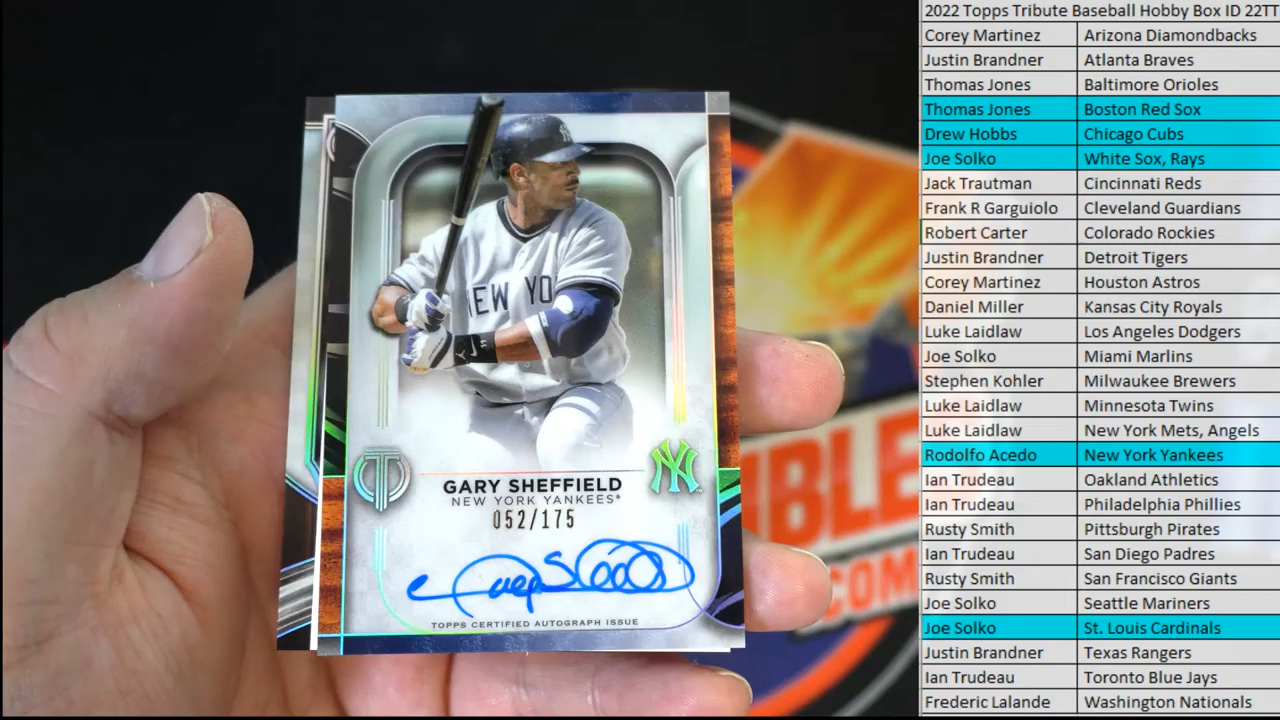 2022 Topps Tribute Baseball Hobby Box ID 22TT
Corey Martinez Arizona Diamondbacks
Justin Brandner Atlanta Braves
Thomas Jones Baltimore Orioles
Thomas Jones Boston Red Sox
Drew Hobbs Chicago Cubs
Joe Solko White Sox, Rays
Jack Trautman Cincinnati Reds
Frank R Garguiolo Cleveland Guardians
Robert Carter Colorado Rockies
Justin Brandner Detroit Tigers
Corey Martinez Houston Astros
Daniel Miller Kansas City Royals
Luke Laidlaw Los Angeles Dodgers
Joe Solko Miami Marlins
Stephen Kohler Milwaukee Brewers
Luke Laidlaw Minnesota Twins
Luke Laidlaw New York Mets, Angels
Rodolfo Acedo New York Yankees
Ian Trudeau Oakland Athletics
Ian Trudeau Philadelphia Phillies
Rusty Smith Pittsburgh Pirates
Ian Trudeau San Diego Padres
Rusty Smith San Francisco Giants
Joe Solko Seattle Mariners
Joe Solko St. Louis Cardinals
Justin Brandner Texas Rangers
Ian Trudeau Toronto Blue Jays
Frederic Lalande Washington Nationals
NEW YO
NY
GARY SHEFFIELD
NEW YORK YANKEES®
052/175
TOPPS CERTIFIED AUTOGRAPH ISSUE
IBLE
.COM